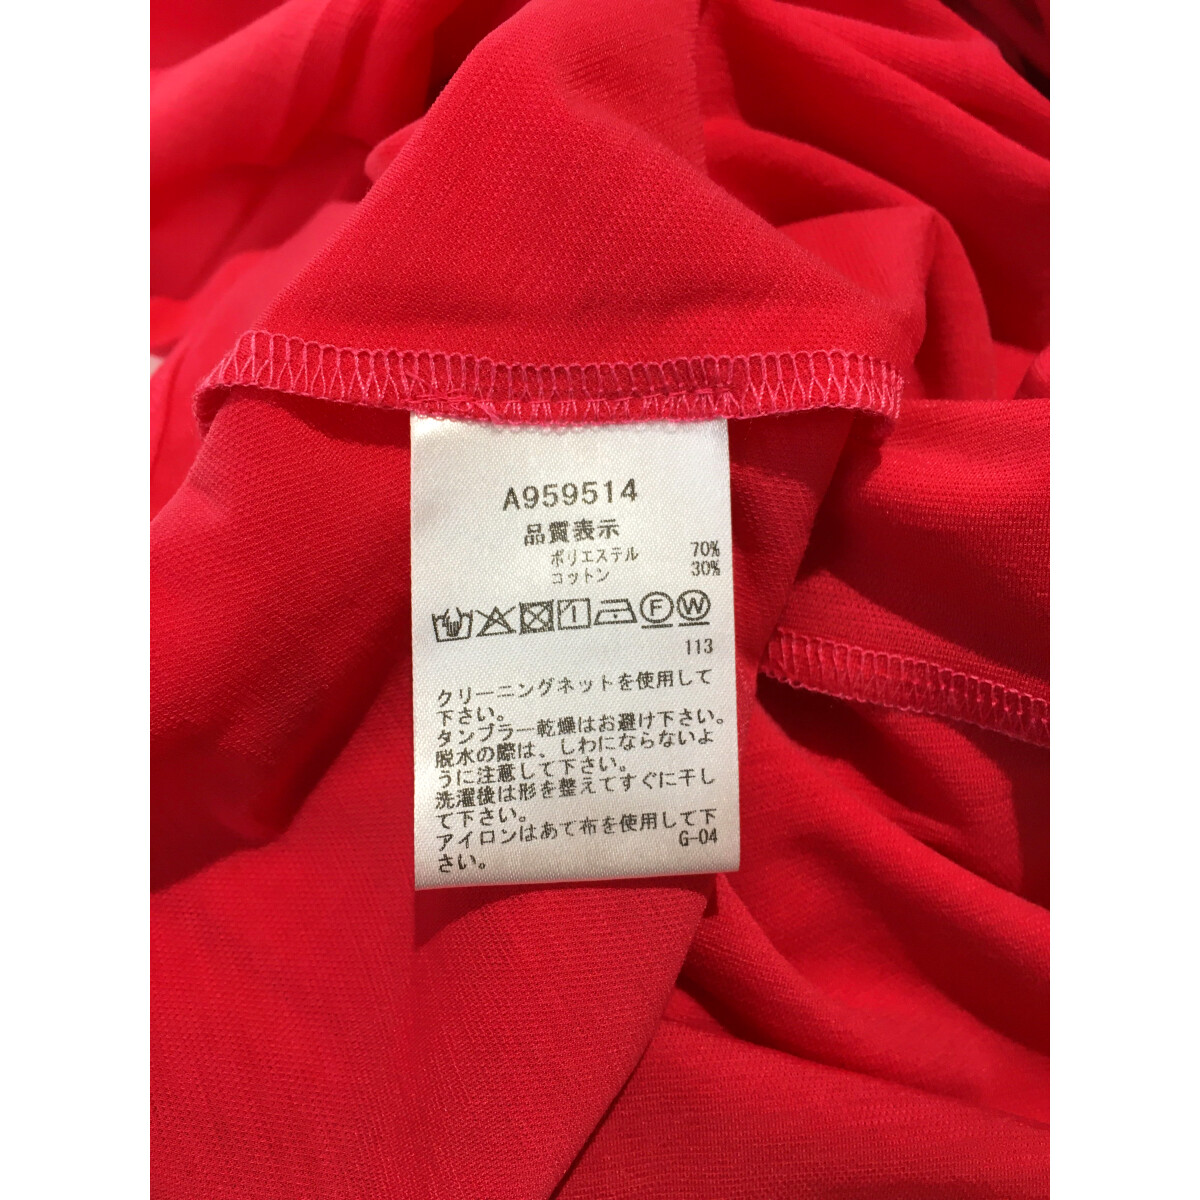 A959514
品質表示
ポリエステル 70%
コットン 30%
F W
113
クリーニングネットを使用して
下さい。
タンブラー乾燥はお避け下さい。
脱水の際は、しわにならないよ
うに注意して下さい。
洗濯後は形を整えてすぐに干し
て下さい。
アイロンはあて布を使用して下
さい。
G-04